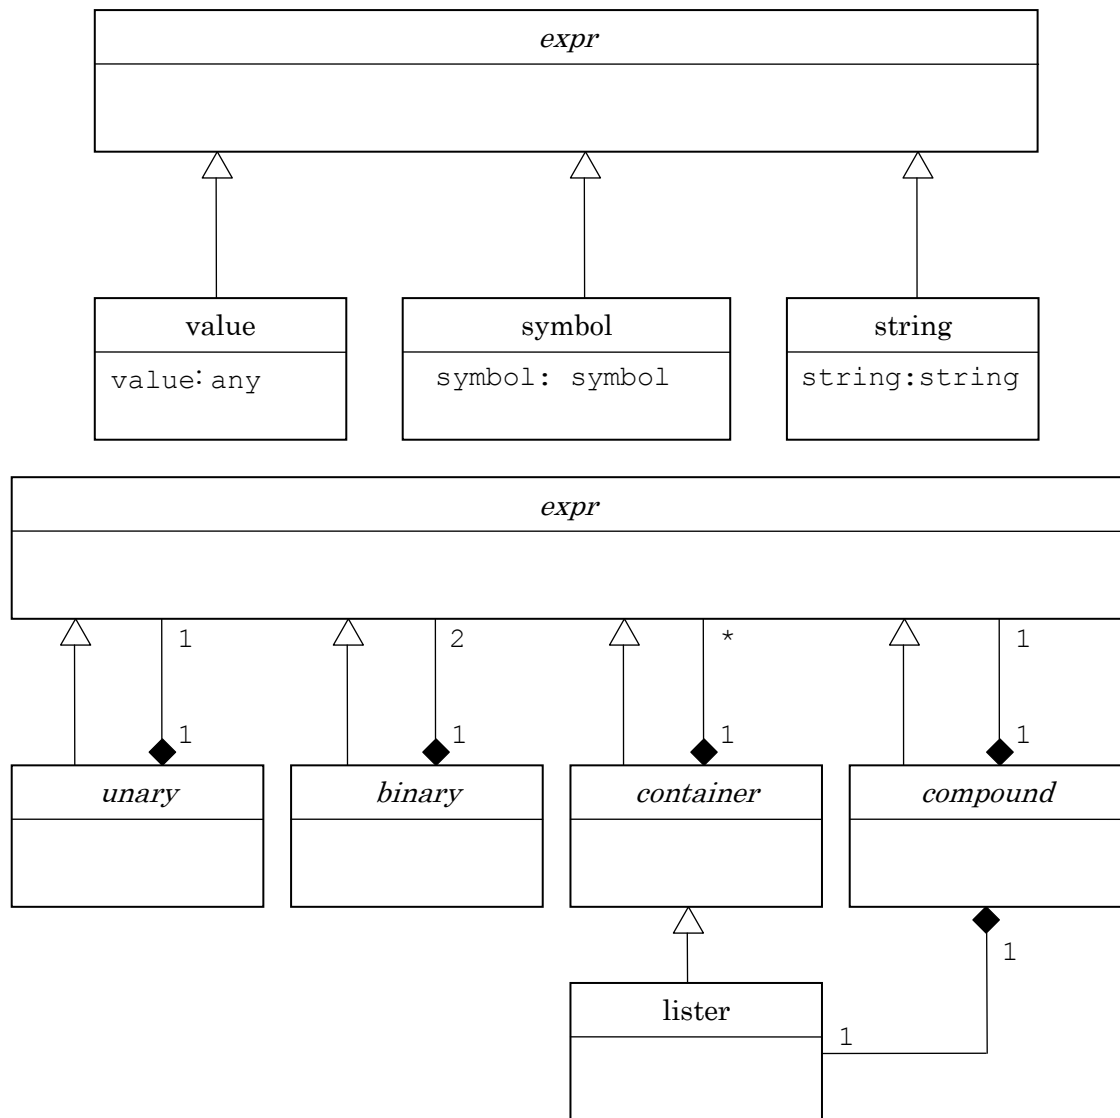 expr
value symbol string
value: any symbol: symbol string:string
expr
1 2 * 1
1 1 1 1
unary binary container compound
1
lister
1